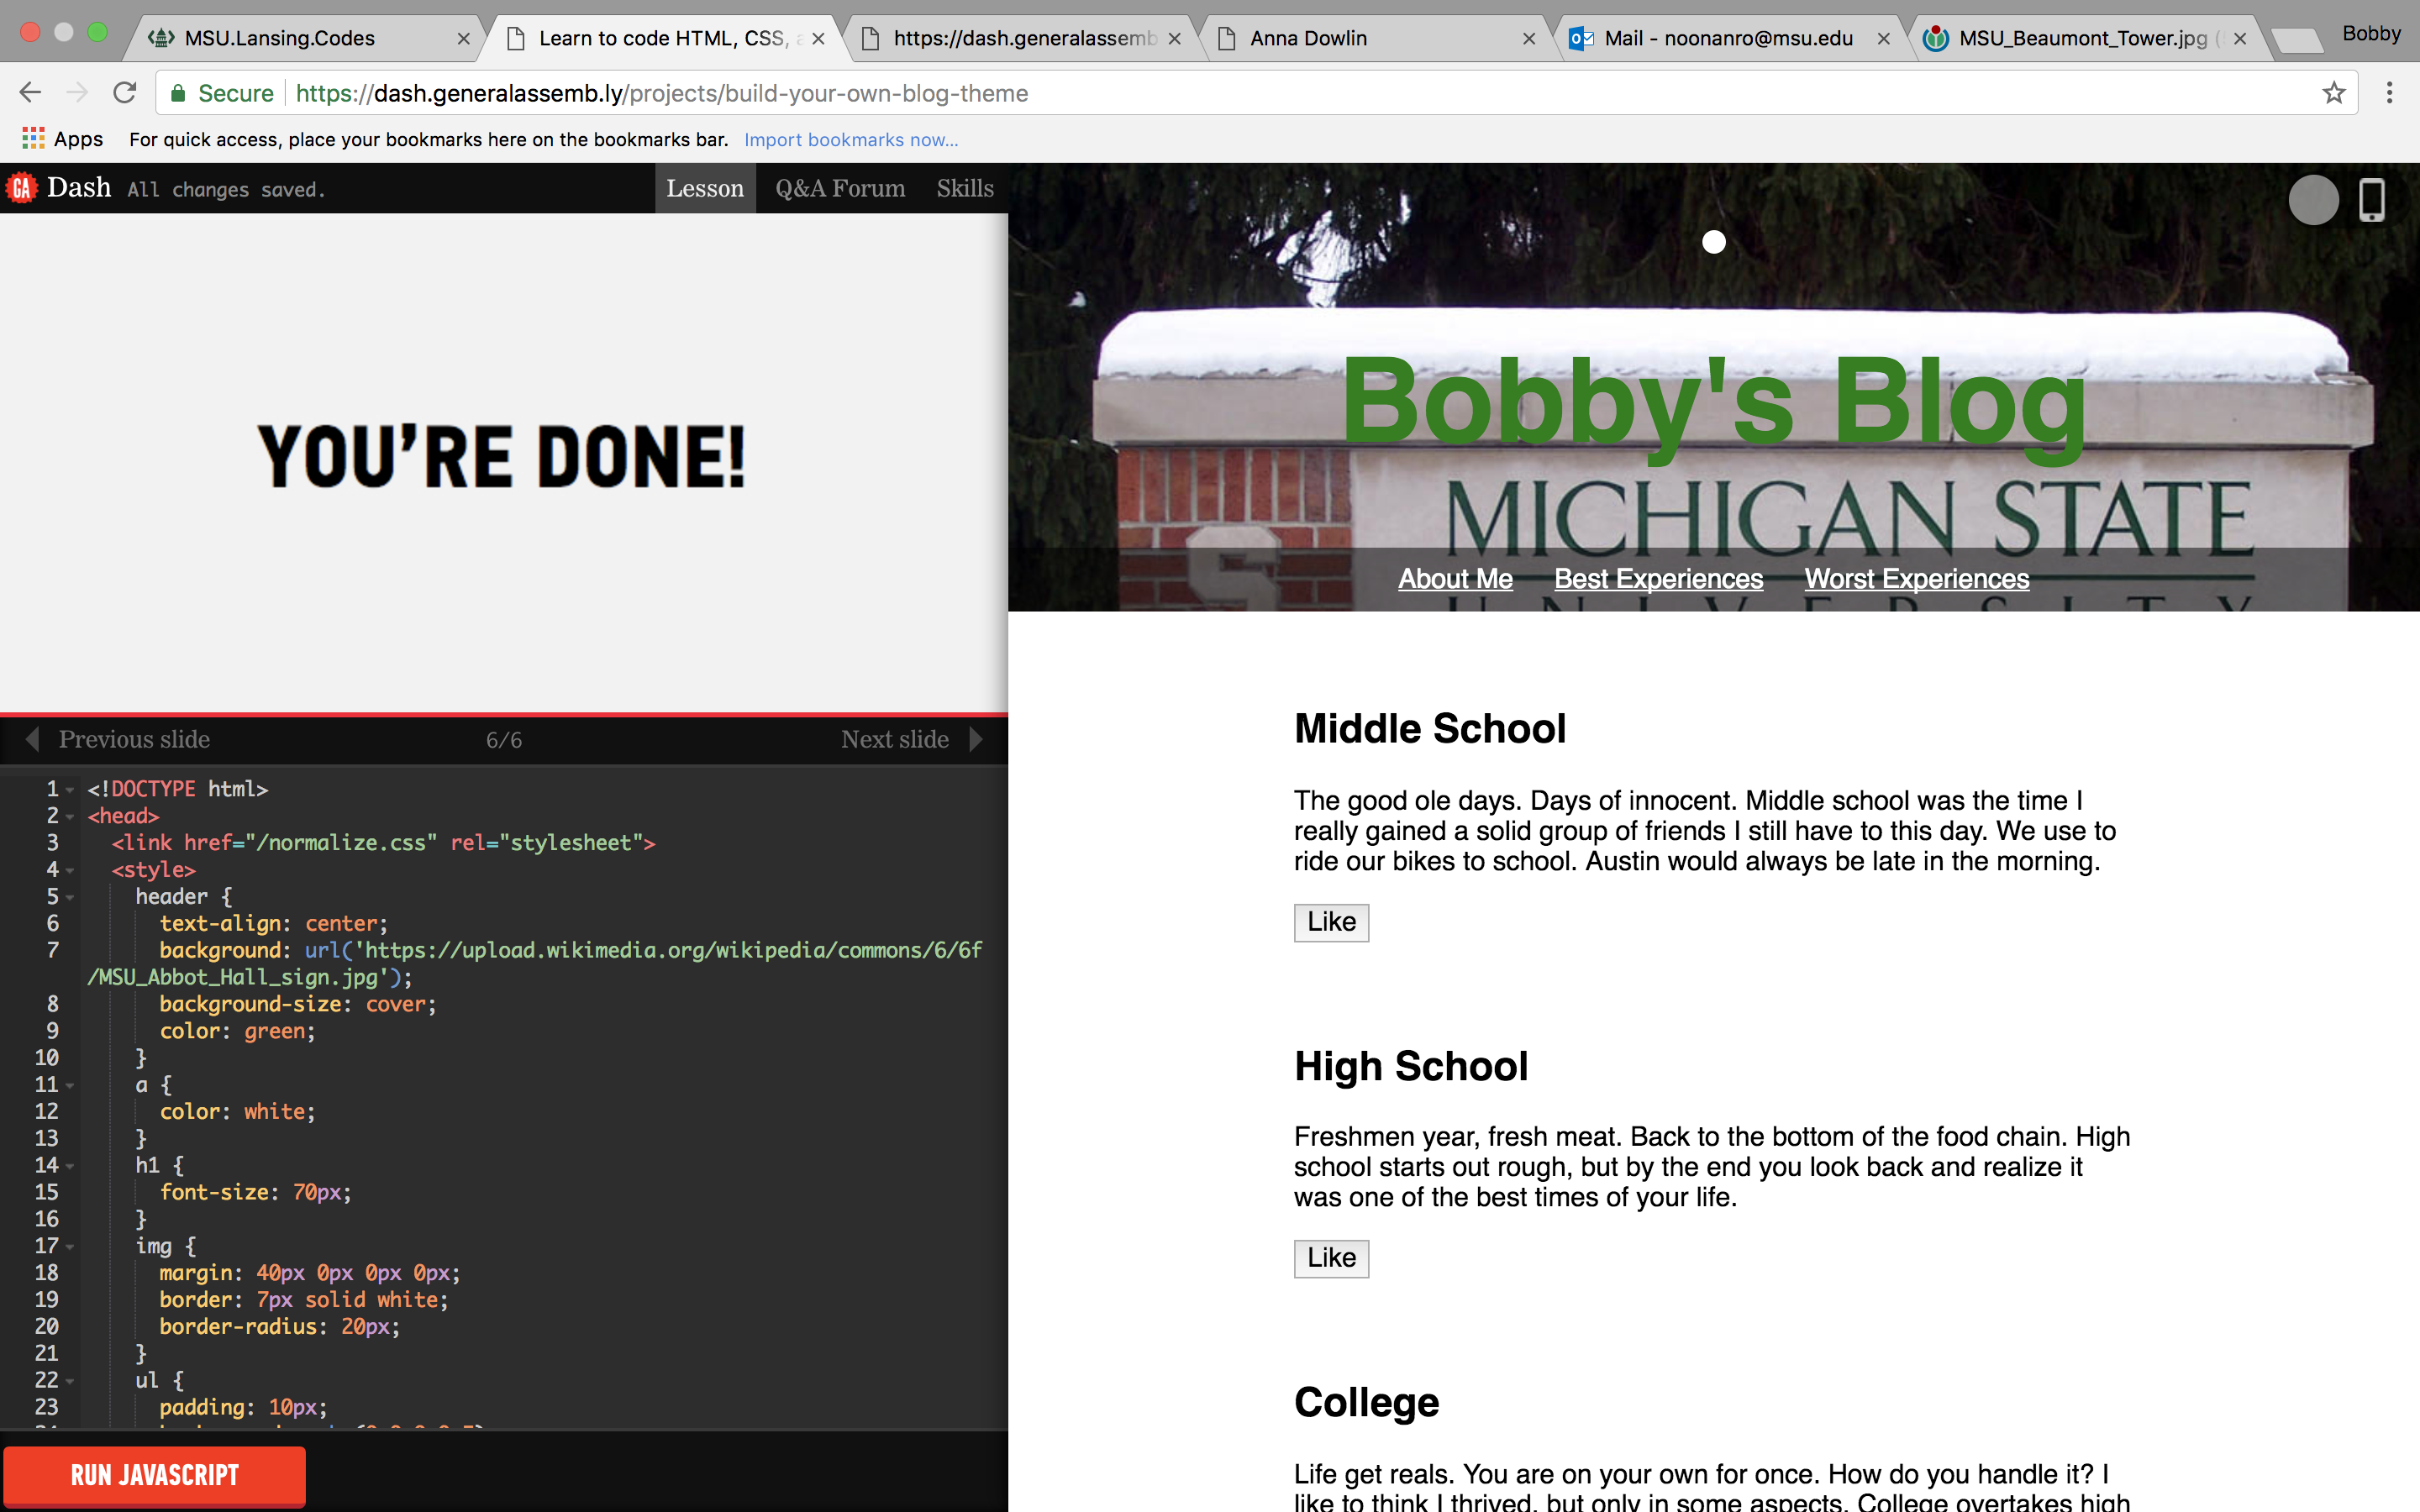 MSU.Lansing.Codes
Learn to code HTML, CSS, a
https://dash.generalassemb
Anna Dowlin
Mail - noonanro@msu.edu
MSU_Beaumont_Tower.jpg (
Bobby
Secure https://dash.generalassemb.ly/projects/build-your-own-blog-theme
Apps For quick access, place your bookmarks here on the bookmarks bar. Import bookmarks now...
GA Dash All changes saved. Lesson Q&A Forum Skills
YOU'RE DONE!
Previous slide 6/6 Next slide
1 <!DOCTYPE html>
2 <head>
3 <link href="/normalize.css" rel="stylesheet">
4 <style>
5 header {
6 text-align: center;
7 background: url('https://upload.wikimedia.org/wikipedia/commons/6/6f
/MSU_Abbot_Hall_sign.jpg');
8 background-size: cover;
9 color: green;
10 }
11 a {
12 color: white;
13 }
14 h1 {
15 font-size: 70px;
16 }
17 img {
18 margin: 40px 0px 0px 0px;
19 border: 7px solid white;
20 border-radius: 20px;
21 }
22 ul {
23 padding: 10px;
RUN JAVASCRIPT
Bobby's Blog
MICHIGAN STATE
UNIVERSITY
S
About Me Best Experiences Worst Experiences
Middle School
The good ole days. Days of innocent. Middle school was the time I
really gained a solid group of friends I still have to this day. We use to
ride our bikes to school. Austin would always be late in the morning.
Like
High School
Freshmen year, fresh meat. Back to the bottom of the food chain. High
school starts out rough, but by the end you look back and realize it
was one of the best times of your life.
Like
College
Life get reals. You are on your own for once. How do you handle it? I
like to think I thrived, but only in some aspects. College overtakes high